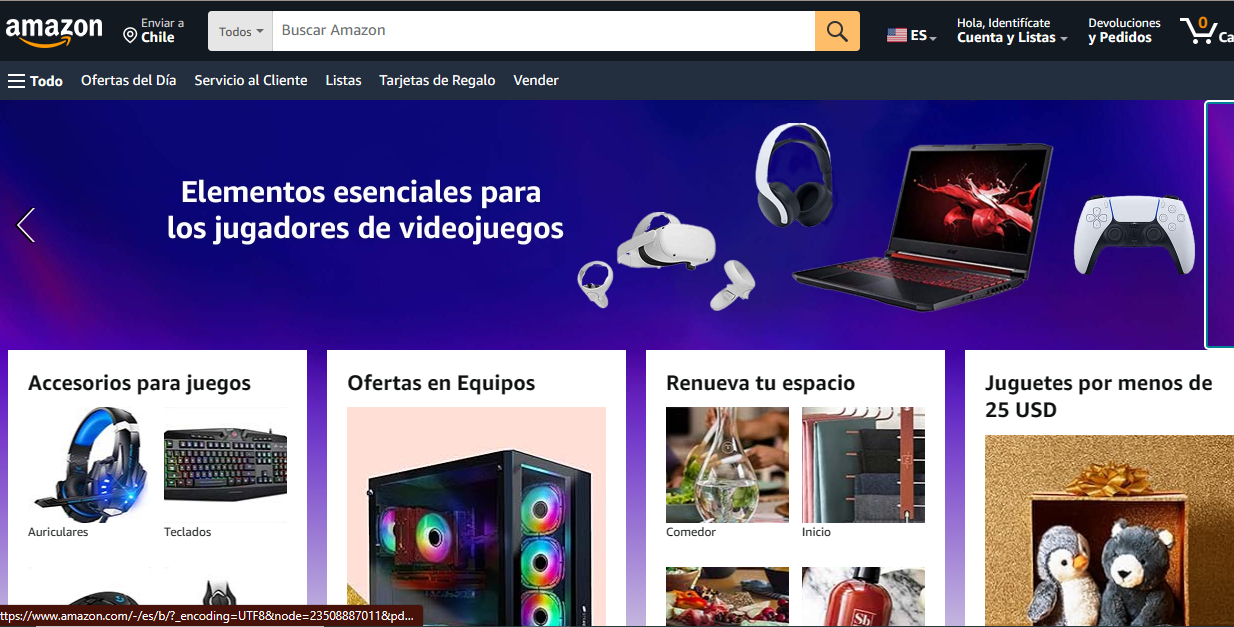 amazon
Enviar a
Chile
Todos
Buscar Amazon
ES
Hola, Identifícate
Cuenta y Listas
Devoluciones
y Pedidos
0
Ca
Todo
Ofertas del Día
Servicio al Cliente
Listas
Tarjetas de Regalo
Vender
Elementos esenciales para
los jugadores de videojuegos
Accesorios para juegos
Auriculares
Teclados
Ofertas en Equipos
Renueva tu espacio
Comedor
Inicio
Sb
Juguetes por menos de
25 USD
ttps://www.amazon.com/-/es/b/?_encoding=UTF8&node=23508887011&pd...